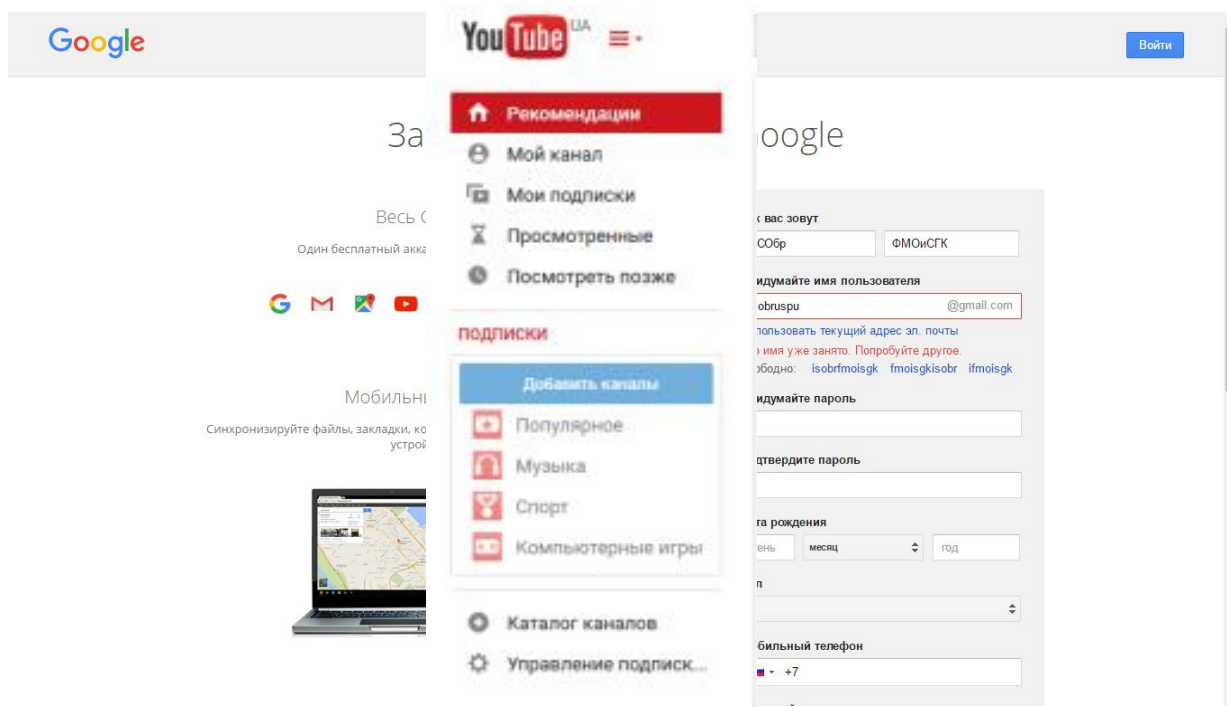 Google
Войти
За
oogle
Весь
Один бесплатный акка
Мобильн
Синхронизируйте файлы, закладки, ко
устрой
YouTube UA
Рекомендации
Мой канал
Мои подписки
Просмотренные
Посмотреть позже
ПОДПИСКИ
Добавить каналы
Популярное
Музыка
Спорт
Компьютерные игры
Каталог каналов
Управление подписк...
к вас зовут
СОбр ФМОиСГК
идумайте имя пользователя
obruspu @gmail.com
пользовать текущий адрес эл. почты
о имя уже занято. Попробуйте другое.
ободно: isobrfmoisgk fmoisgkisobr ifmoisgk
идумайте пароль
дтвердите пароль
та рождения
ень месяц год
л
бильный телефон
+7